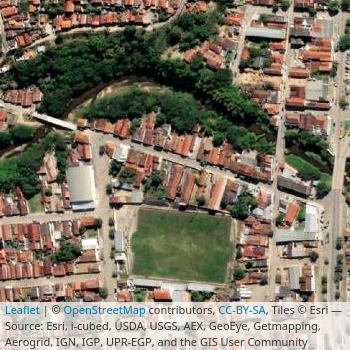 Leaflet | © OpenStreetMap contributors, CC-BY-SA, Tiles © Esri —
Source: Esri, i-cubed, USDA, USGS, AEX, GeoEye, Getmapping,
Aerogrid, IGN, IGP, UPR-EGP, and the GIS User Community